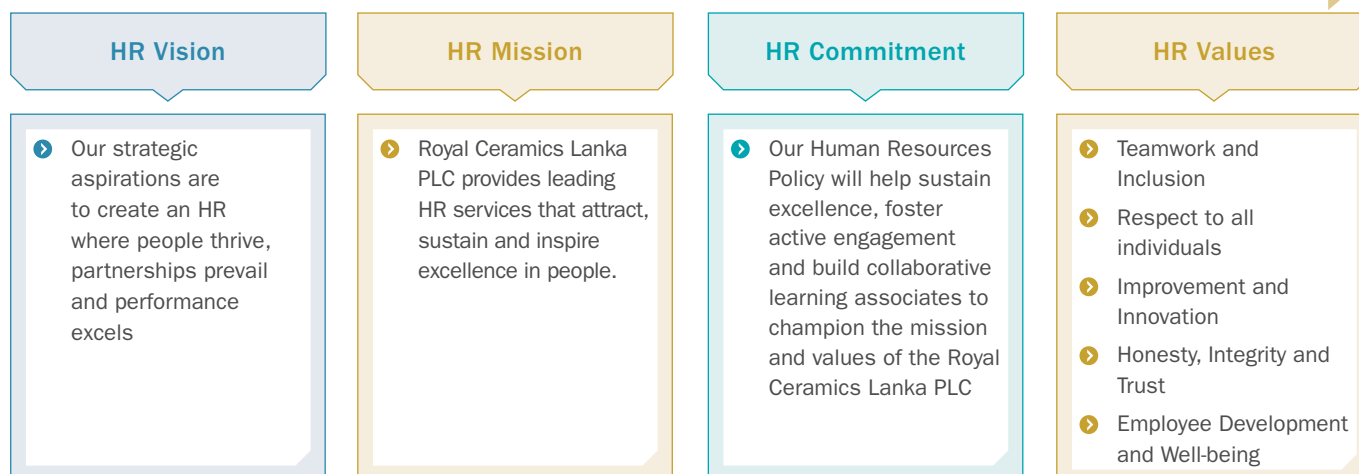 HR Vision
Our strategic
aspirations are
to create an HR
where people thrive,
partnerships prevail
and performance
excels
HR Mission
Royal Ceramics Lanka
PLC provides leading
HR services that attract,
sustain and inspire
excellence in people.
HR Commitment
Our Human Resources
Policy will help sustain
excellence, foster
active engagement
and build collaborative
learning associates to
champion the mission
and values of the Royal
Ceramics Lanka PLC
HR Values
Teamwork and
Inclusion
Respect to all
individuals
Improvement and
Innovation
Honesty, Integrity and
Trust
Employee Development
and Well-being